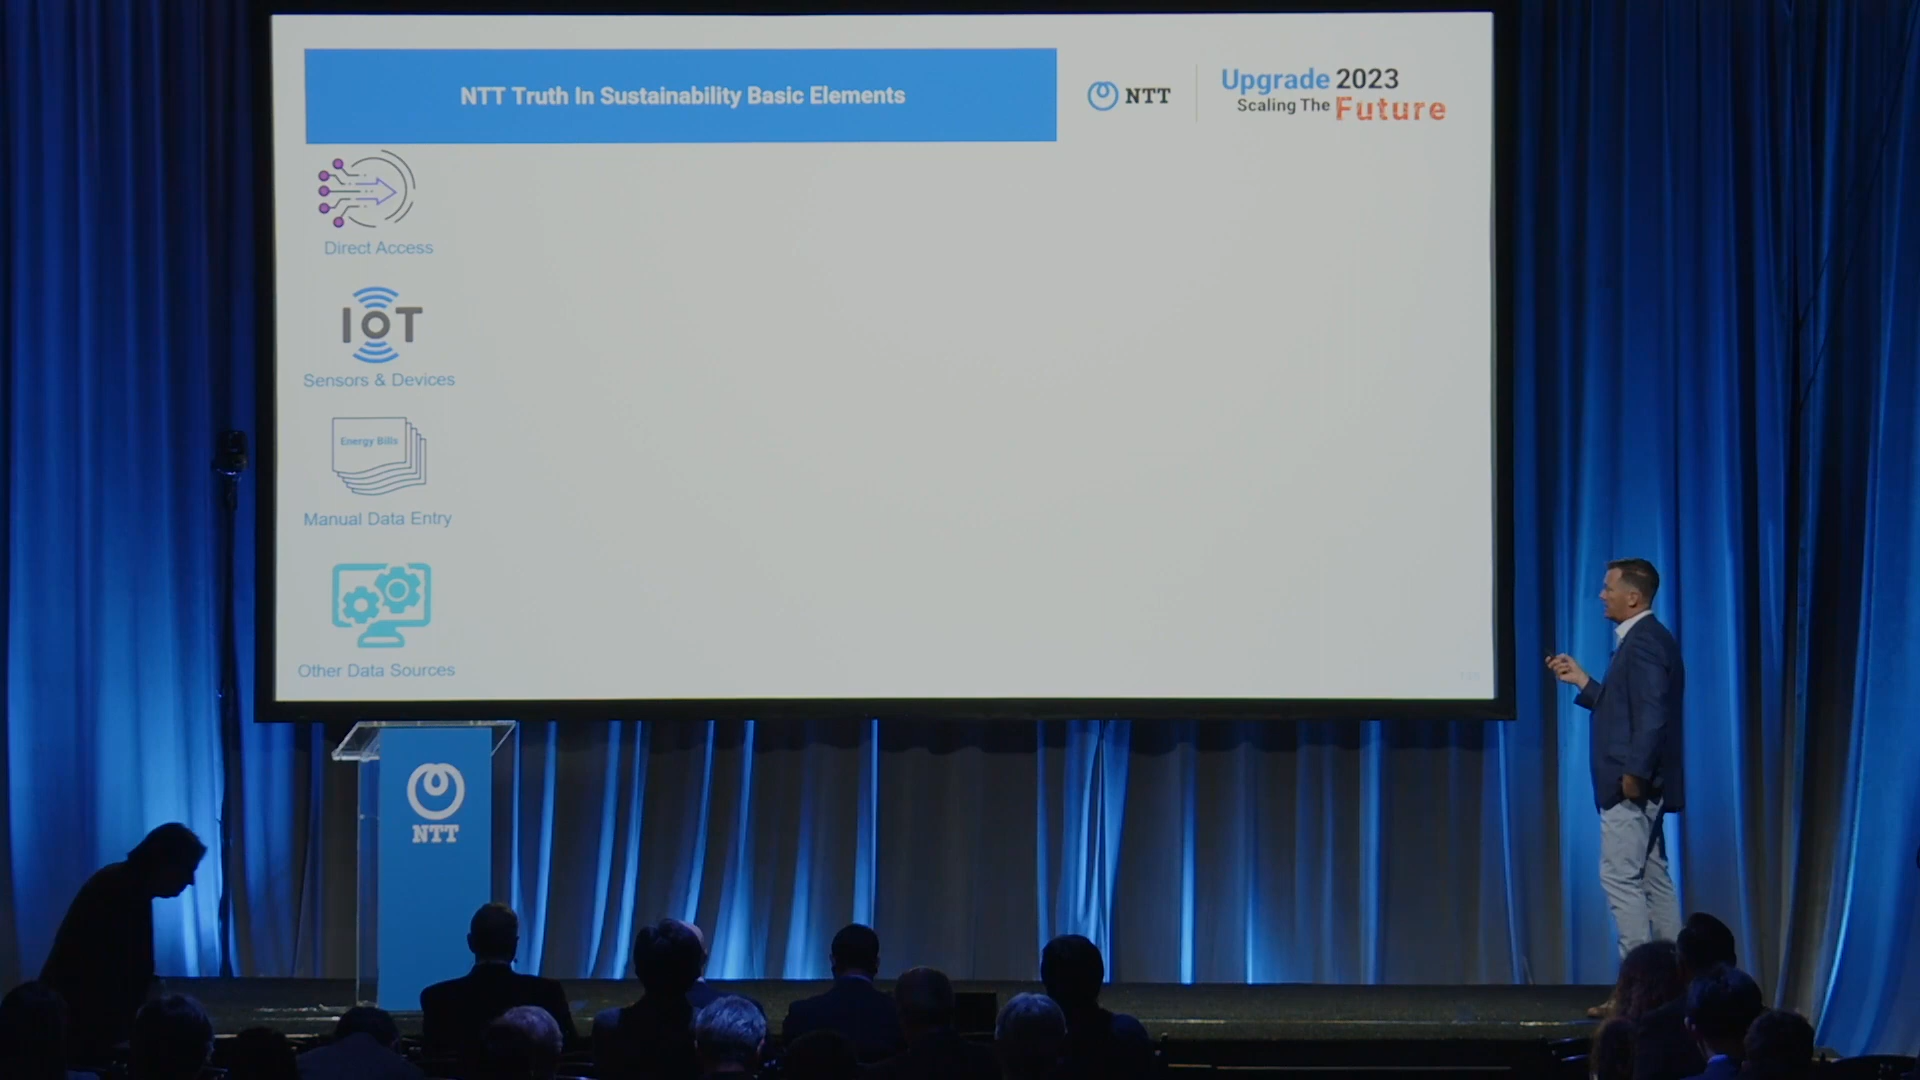 NTT Truth In Sustainability Basic Elements
NTT
Upgrade 2023
Scaling The Future
Direct Access
IOT
Sensors & Devices
Energy Bills
Manual Data Entry
Other Data Sources
NTT